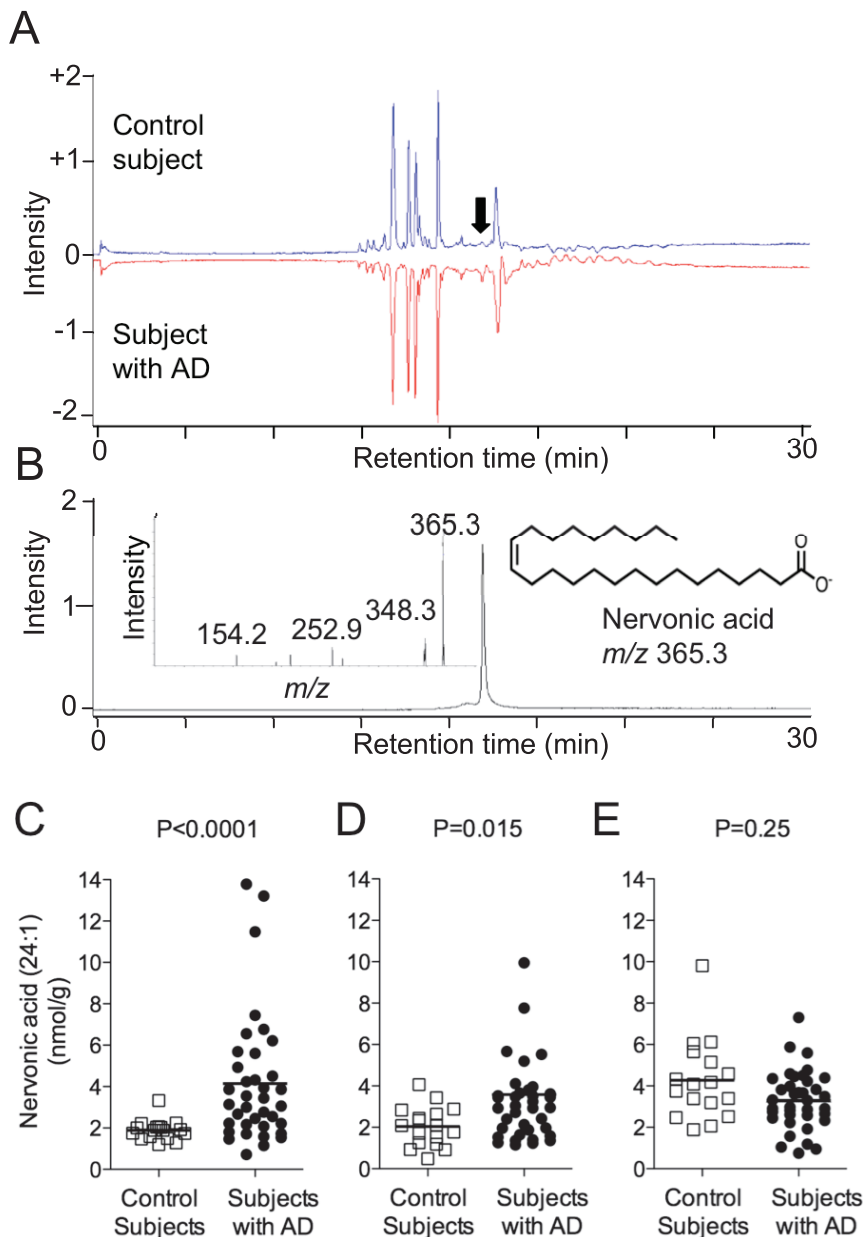 A
+2
Control
subject
+1
Intensity
0
-1
Subject
with AD
-2
0
30
Retention time (min)
B
2
365.3
Intensity
Intensity
O
O-
1
348.3
154.2
252.9
Nervonic acid
m/z 365.3
m/z
0
0
30
Retention time (min)
C
P<0.0001
D
P=0.015
E
P=0.25
Nervonic acid (24:1)
(nmol/g)
14
12
10
8
6
4
2
0
Control
Subjects
Subjects
with AD
14
12
10
8
6
4
2
0
Control
Subjects
Subjects
with AD
14
12
10
8
6
4
2
0
Control
Subjects
Subjects
with AD